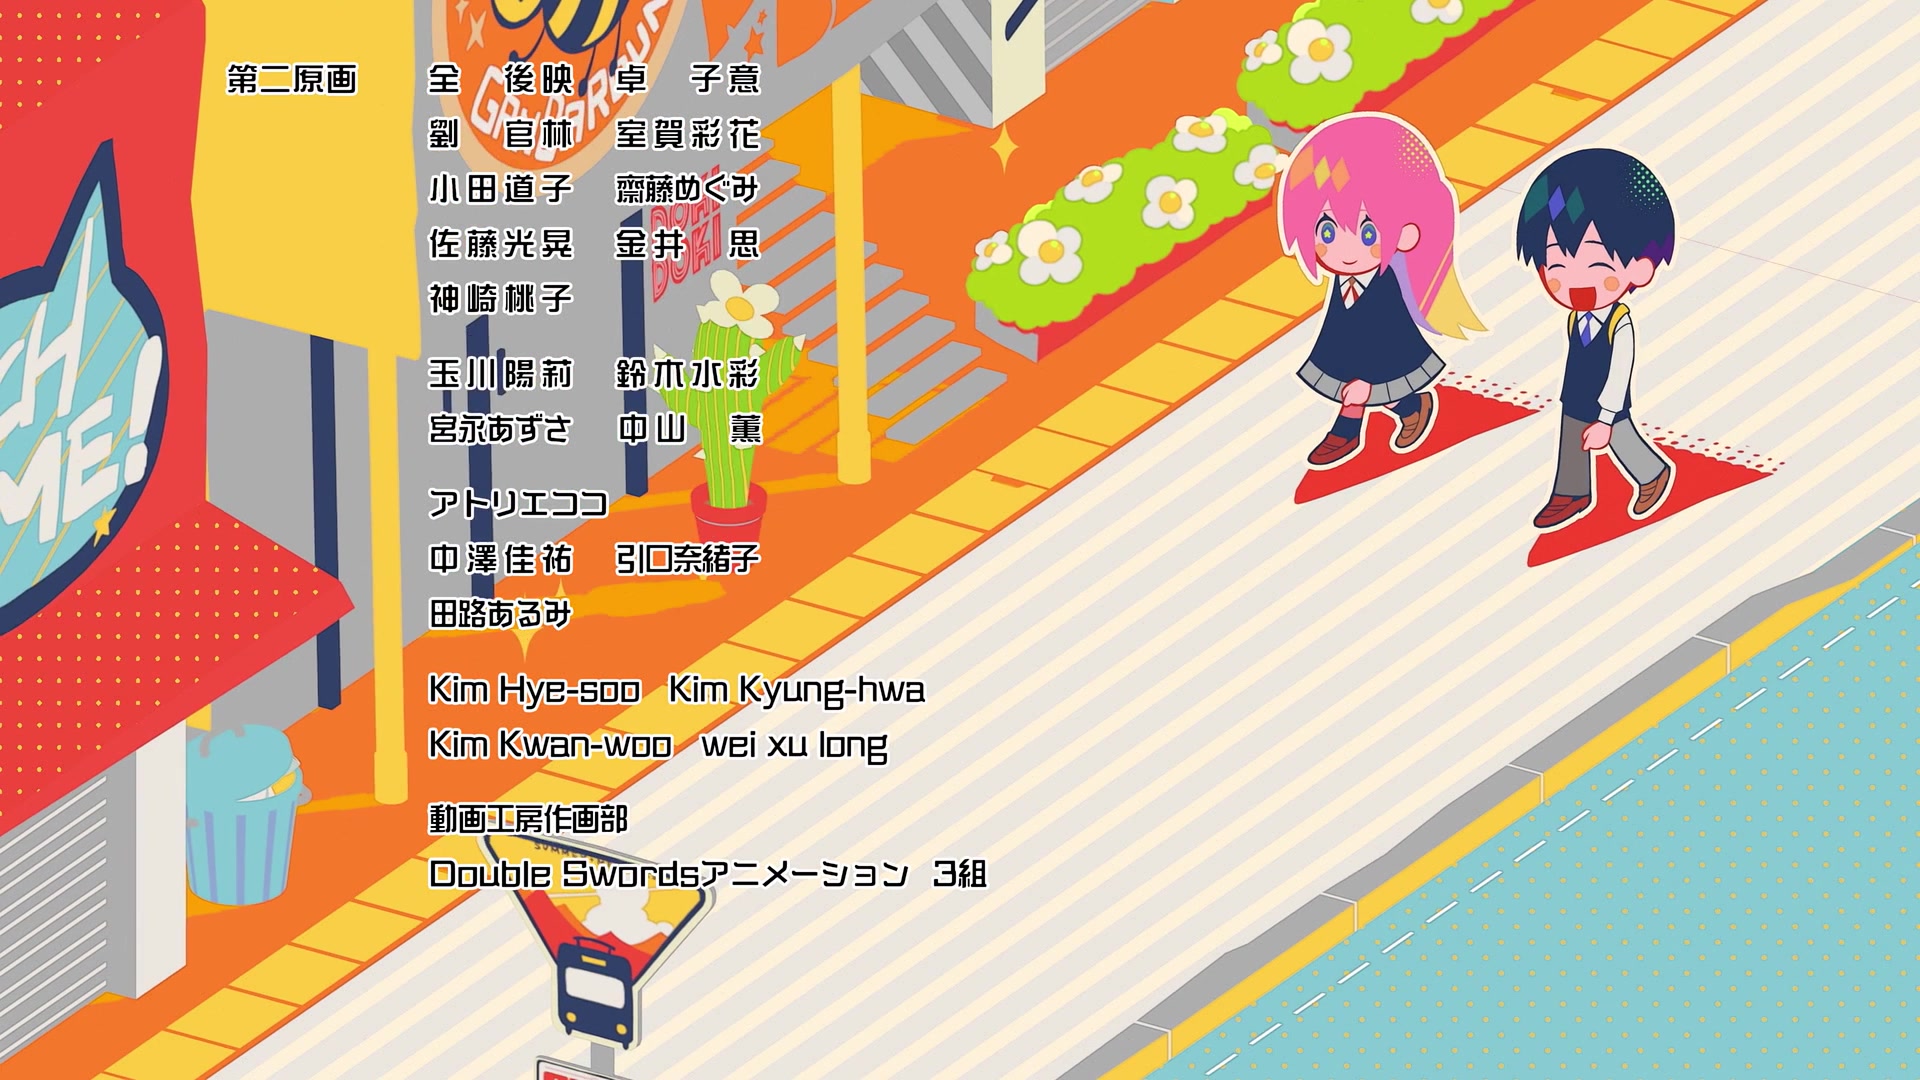 第二原画 全 後映 卓 子意
劉 官林 室賀彩花
小田道子 齋藤めぐみ
佐藤光晃 金井 思
神崎桃子
玉川陽莉 鈴木水彩
宮永あずさ 中山 薫
アトリエココ
中澤佳祐 引口奈緒子
田路あるみ
Kim Hye-soo Kim Kyung-hwa
Kim Kwan-woo wei xu long
動画工房作画部
Double Swordsアニメーション 3組
DOKI
DOKI
ME!